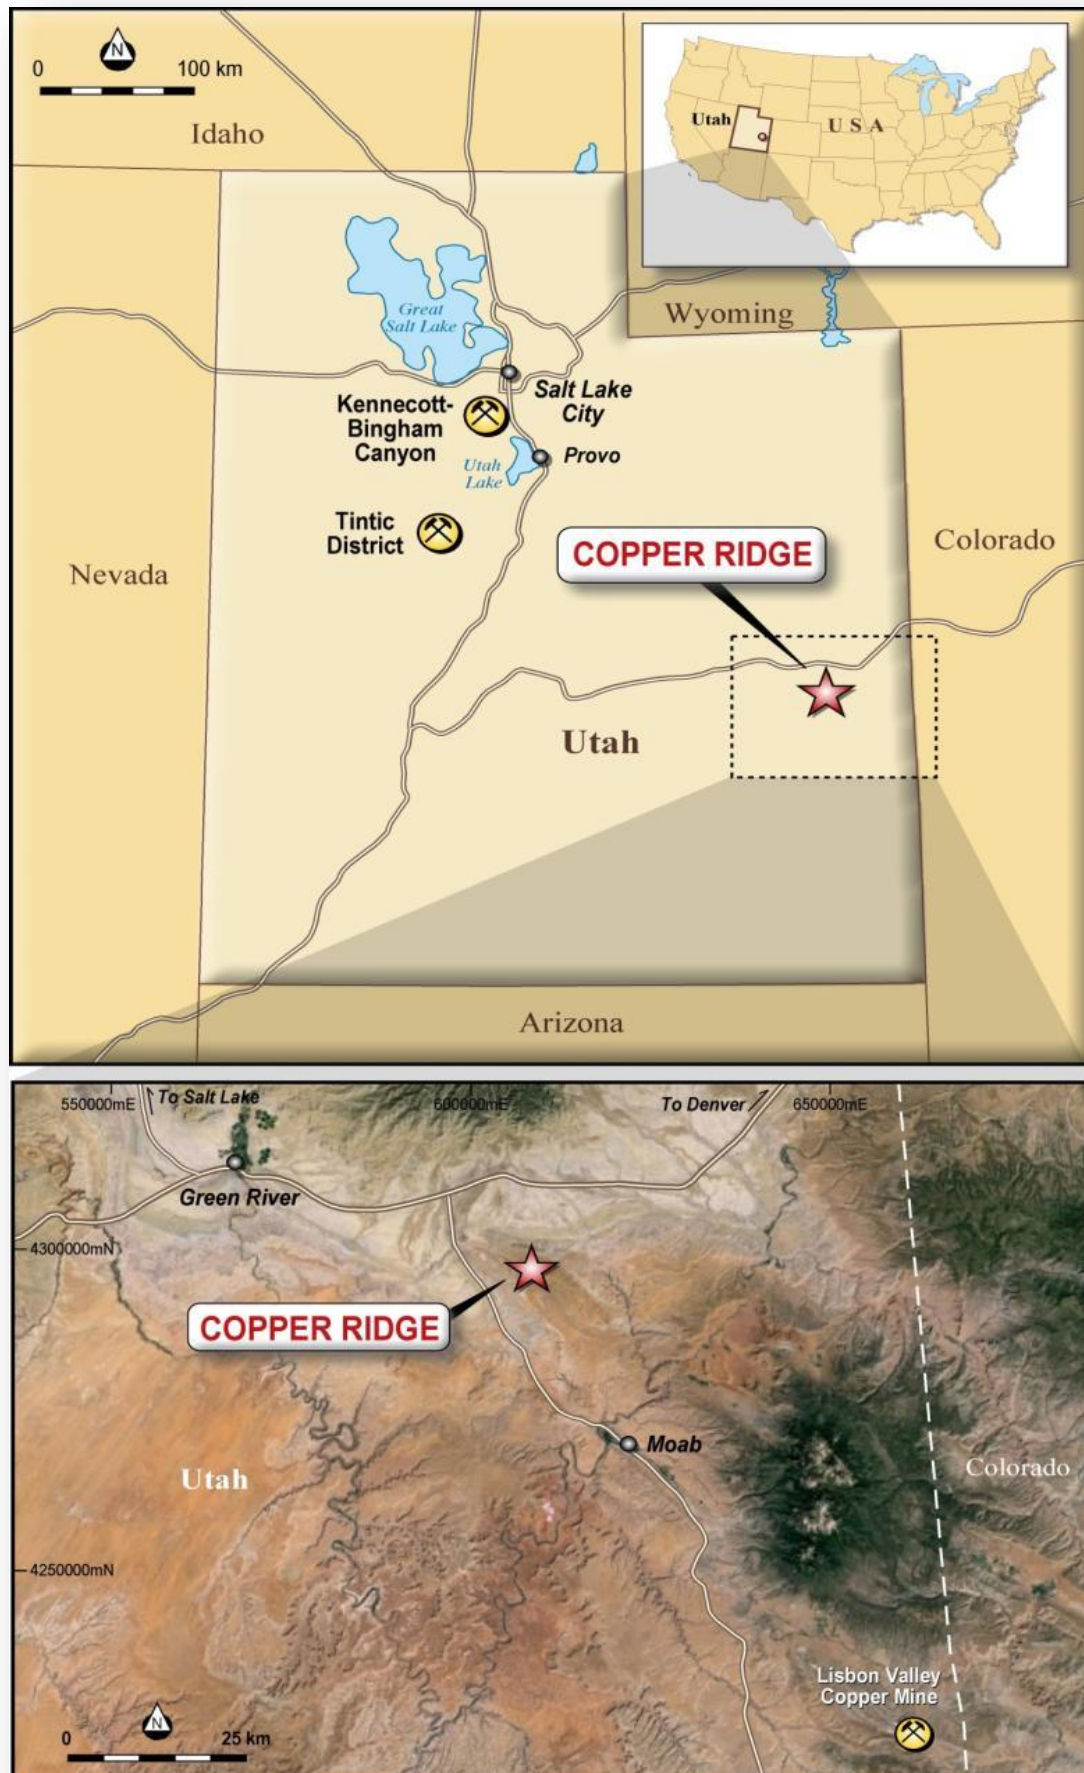 N
0 100 km
Idaho
Utah
U S A
Wyoming
Great
Salt Lake
Salt Lake
City
Kennecott-
Bingham
Canyon
Utah
Lake
Provo
Tintic
District
Nevada
COPPER RIDGE
Colorado
Utah
Arizona
550000mE
To Salt Lake
600000mE
To Denver
650000mE
Green River
4300000mN
COPPER RIDGE
Moab
Utah
Colorado
4250000mN
Lisbon Valley
Copper Mine
N
0 25 km